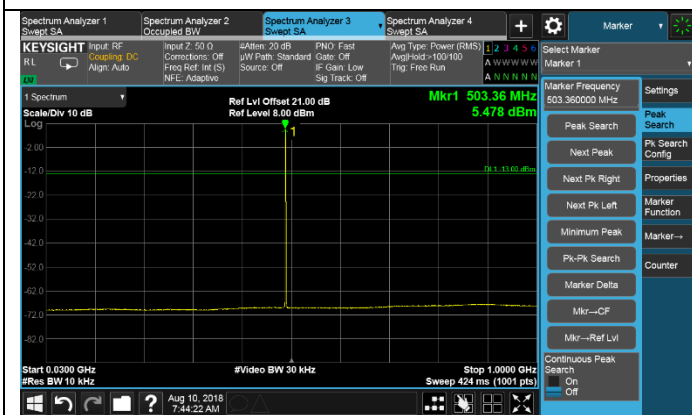 Spectrum Analyzer 1
Swept SA
Spectrum Analyzer 2
Occupied BW
Spectrum Analyzer 3
Swept SA
Spectrum Analyzer 4
Swept SA
+
Marker
KEYSIGHT
RL
Input: RF
Coupling: DC
Align: Auto
Input Z: 50 Ω
Corrections: Off
Freq Ref: Int (S)
NFE: Adaptive
#Atten: 20 dB
µW Path: Standard
Source: Off
PNO: Fast
Gate: Off
IF Gain: Low
Sig Track: Off
Avg Type: Power (RMS)
Avg|Hold:>100/100
Trig: Free Run
1 2 3 4 5 6
A W W W W W
A N N N N N
Select Marker
Marker 1
Marker Frequency
503.360000 MHz
Settings
Peak Search
Next Peak
Next Pk Right
Next Pk Left
Minimum Peak
Pk-Pk Search
Marker Delta
Mkr→CF
Mkr→Ref Lvl
Continuous Peak
Search
On
Off
Peak
Search
Pk Search
Config
Properties
Marker
Function
Marker→
Counter
1 Spectrum
Scale/Div 10 dB
Log
Ref Lvl Offset 21.00 dB
Ref Level 8.00 dBm
Mkr1 503.36 MHz
5.478 dBm
1
DL1 -13.00 dBm
-2.00
-12.0
-22.0
-32.0
-42.0
-52.0
-62.0
-72.0
-82.0
Start 0.0300 GHz
#Res BW 10 kHz
#Video BW 30 kHz
Stop 1.0000 GHz
Sweep 424 ms (1001 pts)
?
Aug 10, 2018
7:44:22 AM